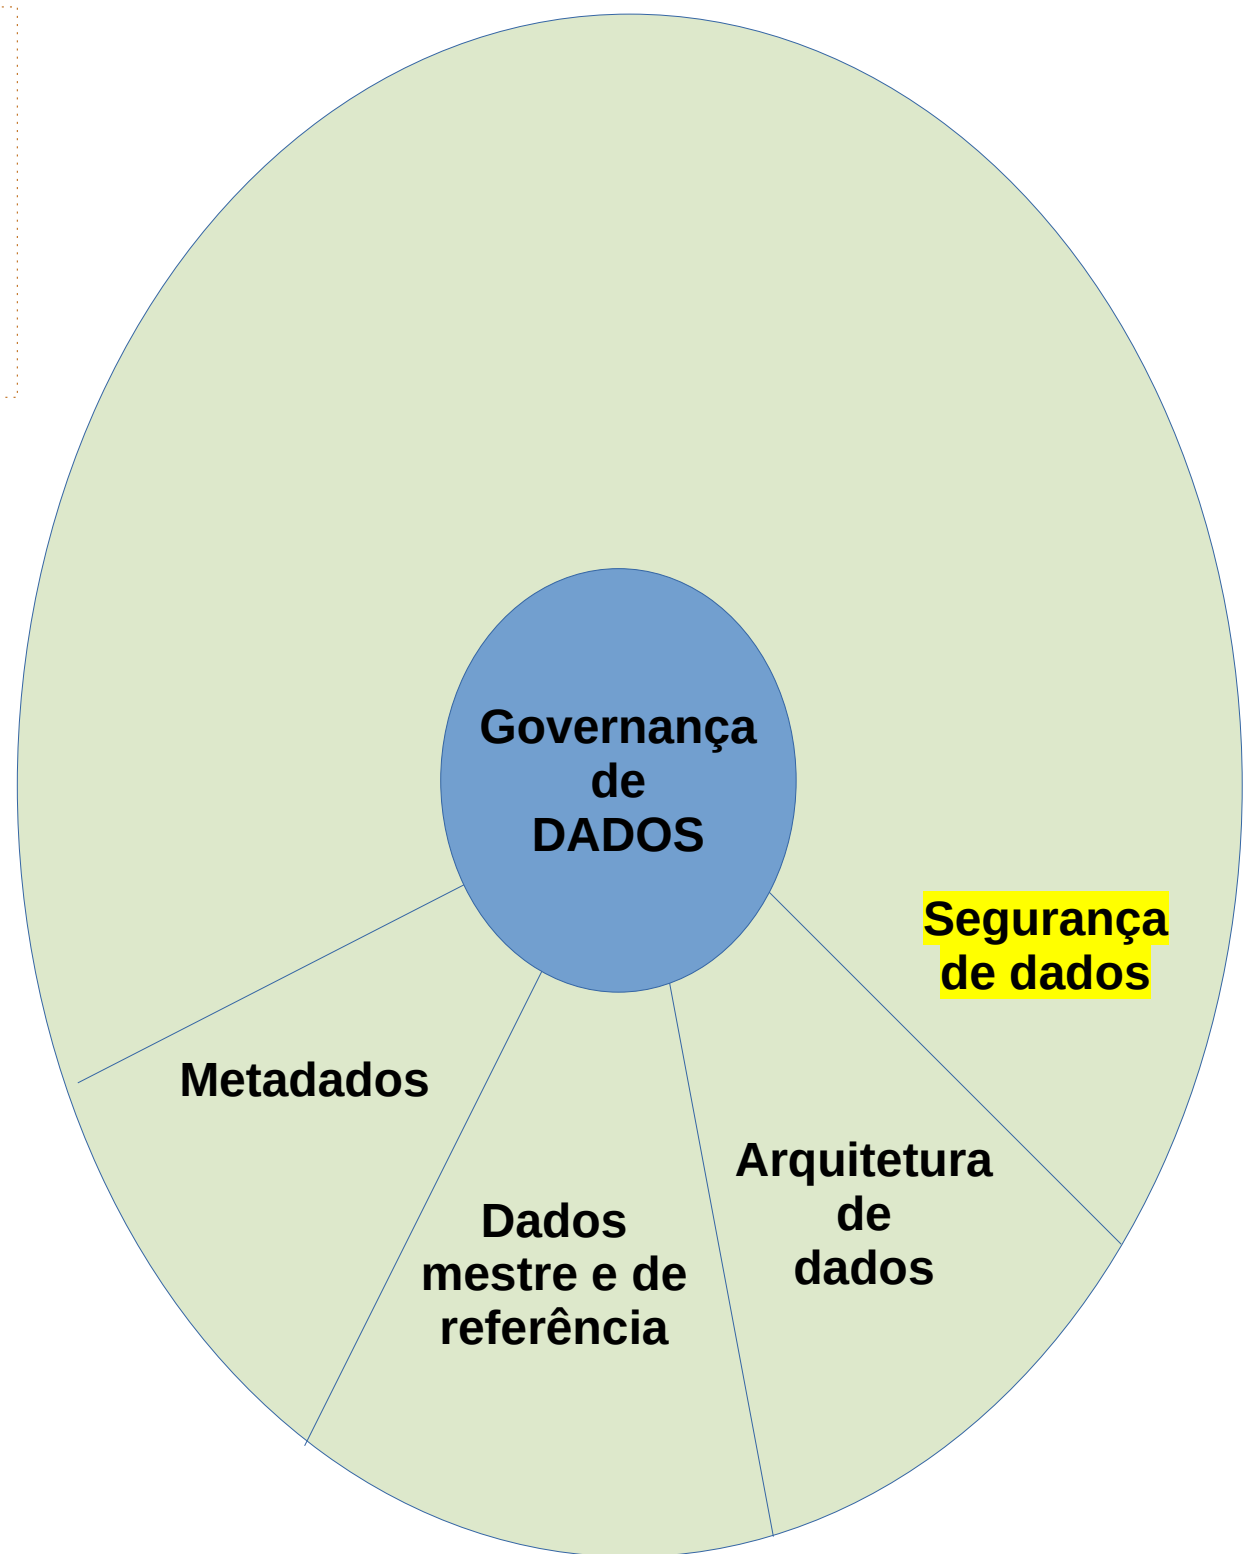 Governança
de
DADOS
Segurança
de dados
Metadados
Arquitetura
de
dados
Dados
mestre e de
referência